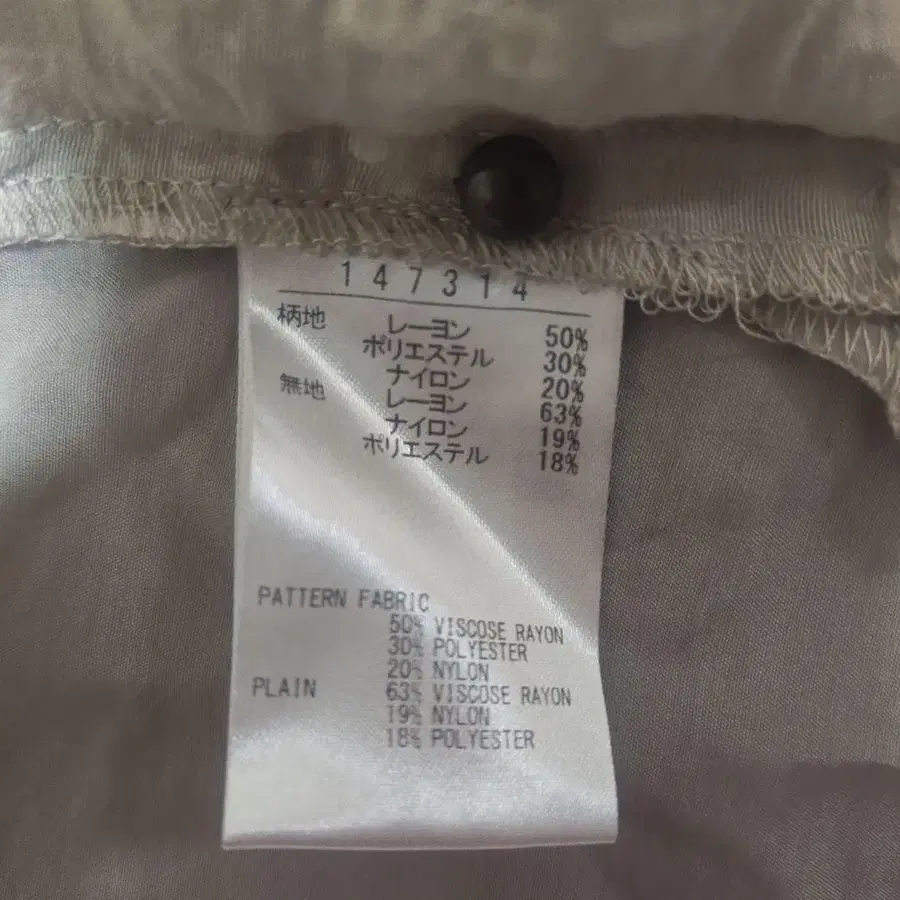 147314
柄地 レーヨン 50%
ポリエステル 30%
ナイロン 20%
無地 レーヨン 63%
ナイロン 19%
ポリエステル 18%
PATTERN FABRIC
50% VISCOSE RAYON
30% POLYESTER
20% NYLON
PLAIN 63% VISCOSE RAYON
19% NYLON
18% POLYESTER